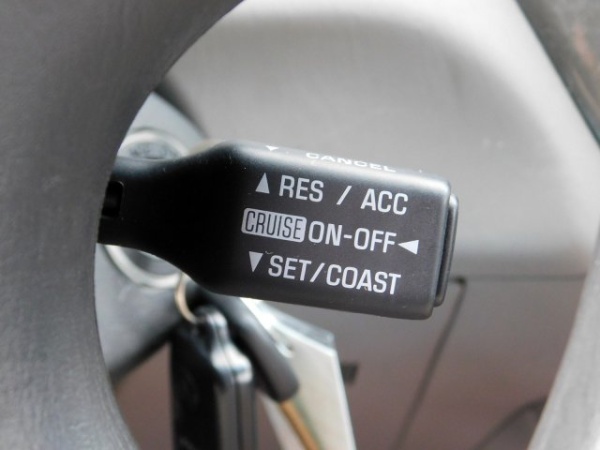 CANCEL
RES / ACC
CRUISE ON-OFF
SET/COAST